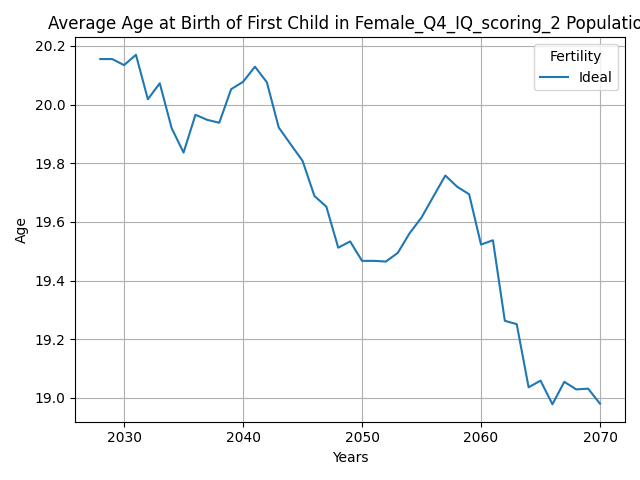 Average Age at Birth of First Child in Female_Q4_IQ_scoring_2 Populatio
Fertility
Ideal
20.2
20.0
19.8
19.6
19.4
19.2
19.0
Age
2030 2040 2050 2060 2070
Years